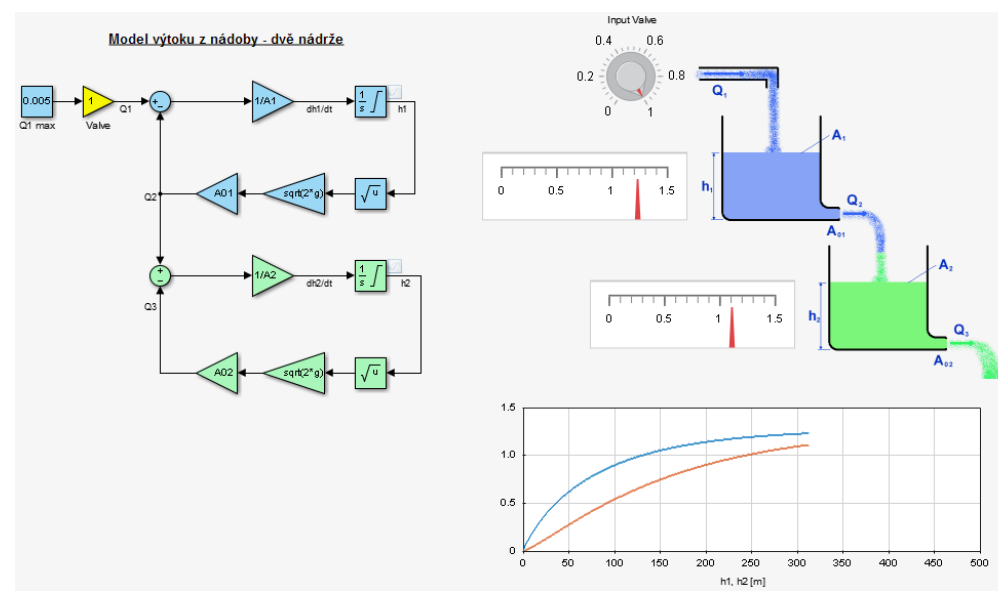 Model výtoku z nádoby - dvě nádrže
0.005
Q1 max
1
Valve
Q1
+
−
1/A1
dh1/dt
1
s
h1
Q2
A01
sqrt(2*g)
√u
+
−
Q3
1/A2
dh2/dt
1
s
h2
A02
sqrt(2*g)
√u
Input Valve
0 0.2 0.4 0.6 0.8 1
Q1
A1
h1
Q2
A01
0 0.5 1 1.5
A2
h2
Q3
A02
0 0.5 1 1.5
1.5
1.0
0.5
0
0 50 100 150 200 250 300 350 400 450 500
h1, h2 [m]